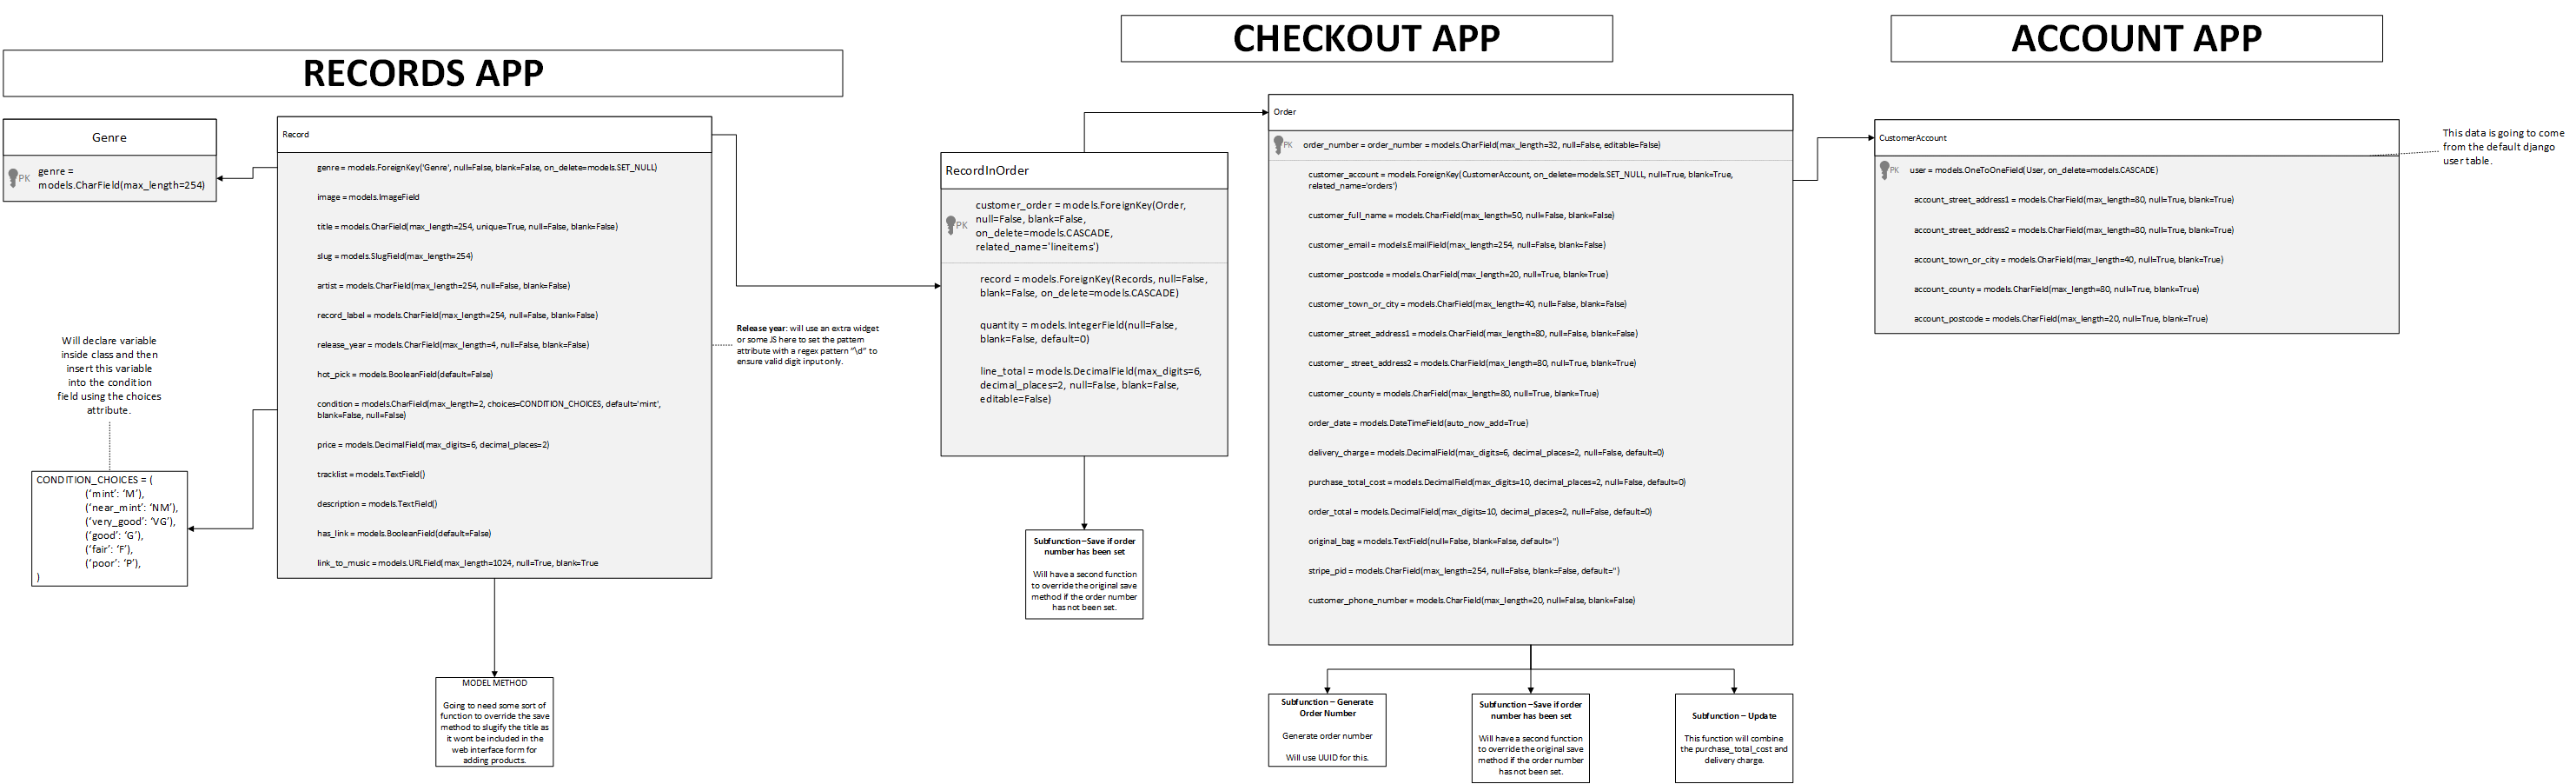 RECORDS APP
CHECKOUT APP
ACCOUNT APP
Genre
PK
genre =
models.CharField(max_length=254)
Record
genre = models.ForeignKey('Genre', null=False, blank=False, on_delete=models.SET_NULL)
image = models.ImageField
title = models.CharField(max_length=254, unique=True, null=False, blank=False)
slug = models.SlugField(max_length=254)
artist = models.CharField(max_length=254, null=False, blank=False)
record_label = models.CharField(max_length=254, null=False, blank=False)
release_year = models.CharField(max_length=4, null=False, blank=False)
hot_pick = models.BooleanField(default=False)
condition = models.CharField(max_length=2, choices=CONDITION_CHOICES, default='mint',
blank=False, null=False)
price = models.DecimalField(max_digits=6, decimal_places=2)
tracklist = models.TextField()
description = models.TextField()
has_link = models.BooleanField(default=False)
link_to_music = models.URLField(max_length=1024, null=True, blank=True
Will declare variable
inside class and then
insert this variable
into the condition
field using the choices
attribute.
CONDITION_CHOICES = (
(‘mint’: ‘M’),
(‘near_mint’: ‘NM’),
(‘very_good’: ‘VG’),
(‘good’: ‘G’),
(‘fair’: ‘F’),
(‘poor’: ‘P’),
)
Release year: will use an extra widget
or some JS here to set the pattern
attribute with a regex pattern “\d” to
ensure valid digit input only.
MODEL METHOD
Going to need some sort of
function to override the save
method to slugify the title as
it wont be included in the
web interface form for
adding products.
RecordInOrder
PK
customer_order = models.ForeignKey(Order,
null=False, blank=False,
on_delete=models.CASCADE,
related_name='lineitems')
record = models.ForeignKey(Records, null=False,
blank=False, on_delete=models.CASCADE)
quantity = models.IntegerField(null=False,
blank=False, default=0)
line_total = models.DecimalField(max_digits=6,
decimal_places=2, null=False, blank=False,
editable=False)
Subfunction –Save if order
number has been set
Will have a second function
to override the original save
method if the order number
has not been set.
Order
PK
order_number = order_number = models.CharField(max_length=32, null=False, editable=False)
customer_account = models.ForeignKey(CustomerAccount, on_delete=models.SET_NULL, null=True, blank=True,
related_name='orders')
customer_full_name = models.CharField(max_length=50, null=False, blank=False)
customer_email = models.EmailField(max_length=254, null=False, blank=False)
customer_postcode = models.CharField(max_length=20, null=True, blank=True)
customer_town_or_city = models.CharField(max_length=40, null=False, blank=False)
customer_street_address1 = models.CharField(max_length=80, null=False, blank=False)
customer_ street_address2 = models.CharField(max_length=80, null=True, blank=True)
customer_county = models.CharField(max_length=80, null=True, blank=True)
order_date = models.DateTimeField(auto_now_add=True)
delivery_charge = models.DecimalField(max_digits=6, decimal_places=2, null=False, default=0)
purchase_total_cost = models.DecimalField(max_digits=10, decimal_places=2, null=False, default=0)
order_total = models.DecimalField(max_digits=10, decimal_places=2, null=False, default=0)
original_bag = models.TextField(null=False, blank=False, default='')
stripe_pid = models.CharField(max_length=254, null=False, blank=False, default='')
customer_phone_number = models.CharField(max_length=20, null=False, blank=False)
Subfunction – Generate
Order Number
Generate order number
Will use UUID for this.
Subfunction –Save if order
number has been set
Will have a second function
to override the original save
method if the order number
has not been set.
Subfunction – Update
This function will combine
the purchase_total_cost and
delivery charge.
CustomerAccount
PK
user = models.OneToOneField(User, on_delete=models.CASCADE)
account_street_address1 = models.CharField(max_length=80, null=True, blank=True)
account_street_address2 = models.CharField(max_length=80, null=True, blank=True)
account_town_or_city = models.CharField(max_length=40, null=True, blank=True)
account_county = models.CharField(max_length=80, null=True, blank=True)
account_postcode = models.CharField(max_length=20, null=True, blank=True)
This data is going to come
from the default django
user table.